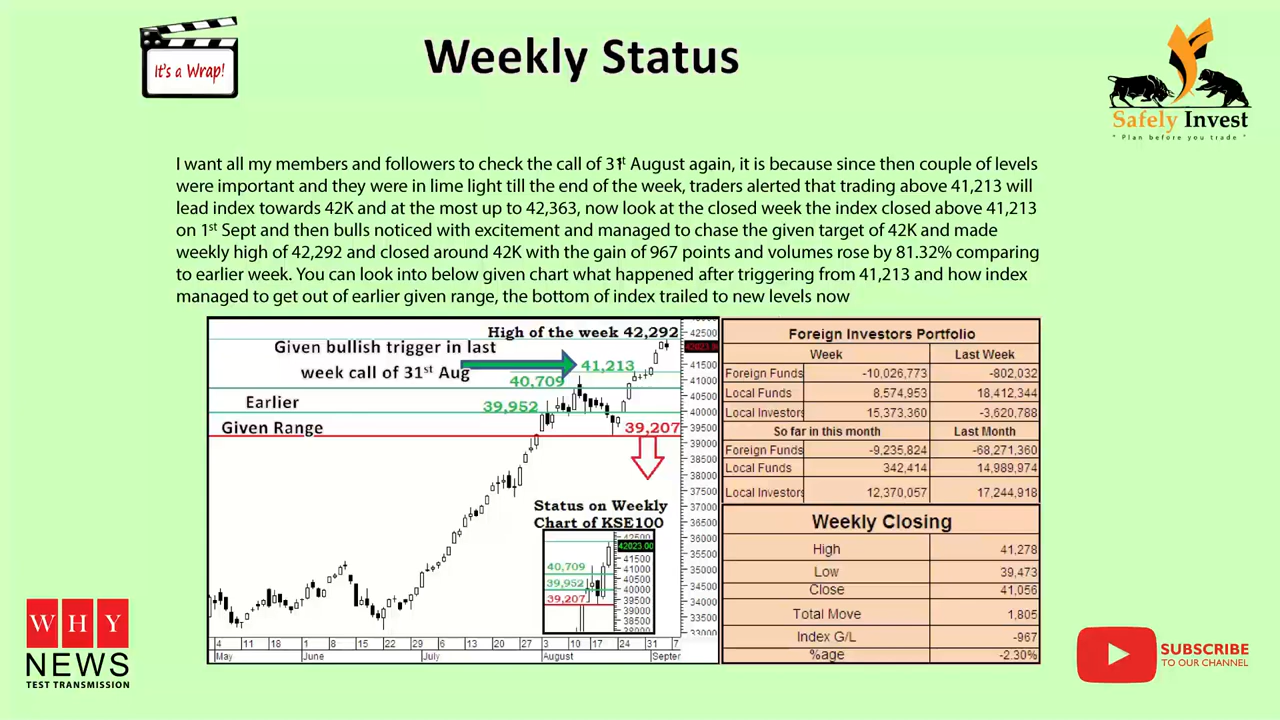 It's a Wrap!
Weekly Status
Safely Invest
" Plan before you trade "
I want all my members and followers to check the call of 31st August again, it is because since then couple of levels
were important and they were in lime light till the end of the week, traders alerted that trading above 41,213 will
lead index towards 42K and at the most up to 42,363, now look at the closed week the index closed above 41,213
on 1st Sept and then bulls noticed with excitement and managed to chase the given target of 42K and made
weekly high of 42,292 and closed around 42K with the gain of 967 points and volumes rose by 81.32% comparing
to earlier week. You can look into below given chart what happened after triggering from 41,213 and how index
managed to get out of earlier given range, the bottom of index trailed to new levels now
High of the week 42,292
Given bullish trigger in last
week call of 31st Aug
41,213
40,709
Earlier
39,952
Given Range
39,207
Status on Weekly
Chart of KSE100
42500
42023.00
41500
40500
40000
39500
39000
38500
38000
40,709
39,952
39,207
42500
41500
41000
40500
40000
39500
39000
38500
38000
37500
37000
36500
36000
35500
35000
34500
34000
33500
33000
4 11 18 1 8 15 22 29 6 13 20 27 3 10 17 24 31 7
May June July August Septer
Foreign Investors Portfolio
Week Last Week
Foreign Funds -10,026,773 -802,032
Local Funds 8,574,953 18,412,344
Local Investors 15,373,360 -3,620,788
So far in this month Last Month
Foreign Funds -9,235,824 -68,271,360
Local Funds 342,414 14,989,974
Local Investors 12,370,057 17,244,918
Weekly Closing
High 41,278
Low 39,473
Close 41,056
Total Move 1,805
Index G/L -967
%age -2.30%
WHY
NEWS
TEST TRANSMISSION
SUBSCRIBE
TO OUR CHANNEL